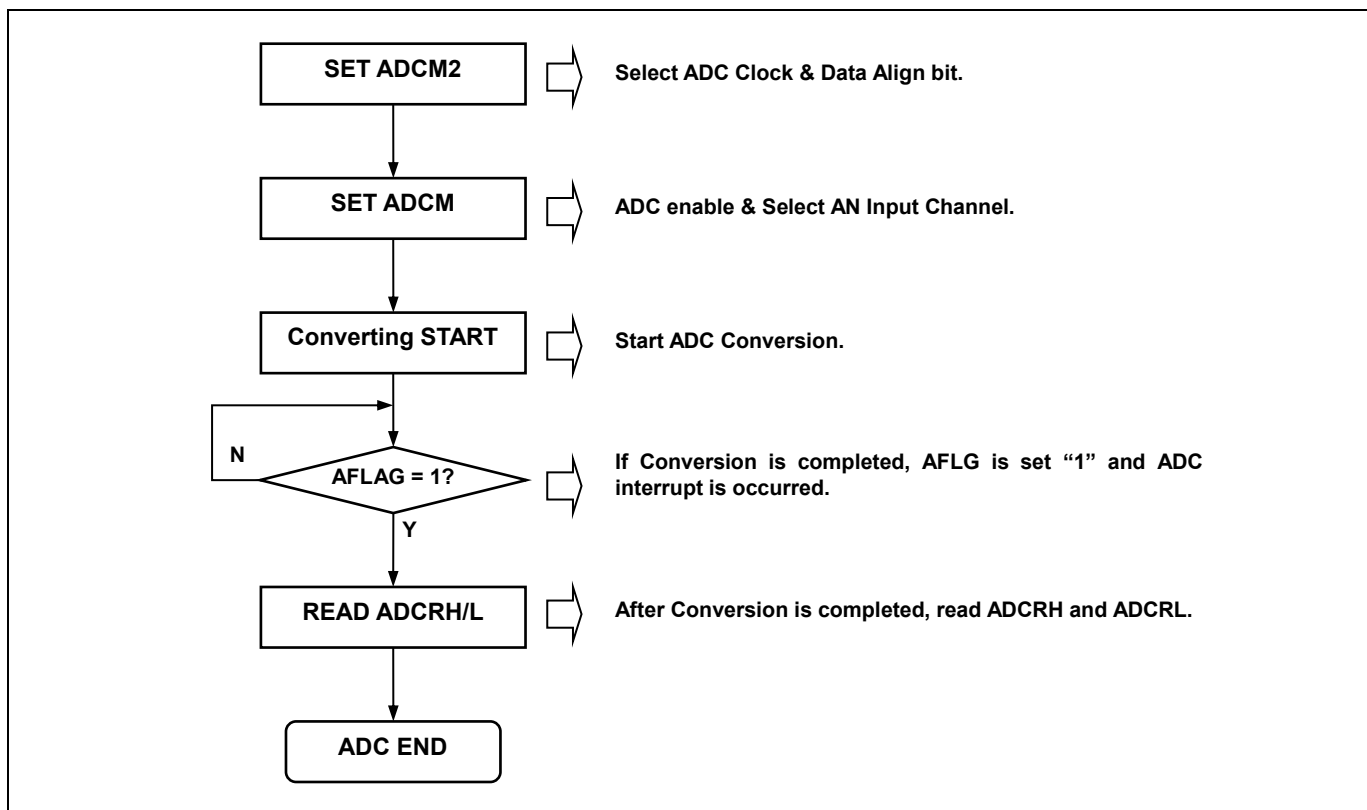 SET ADCM2
Select ADC Clock & Data Align bit.
SET ADCM
ADC enable & Select AN Input Channel.
Converting START
Start ADC Conversion.
N
AFLAG = 1?
If Conversion is completed, AFLG is set “1” and ADC
interrupt is occurred.
Y
READ ADCRH/L
After Conversion is completed, read ADCRH and ADCRL.
ADC END